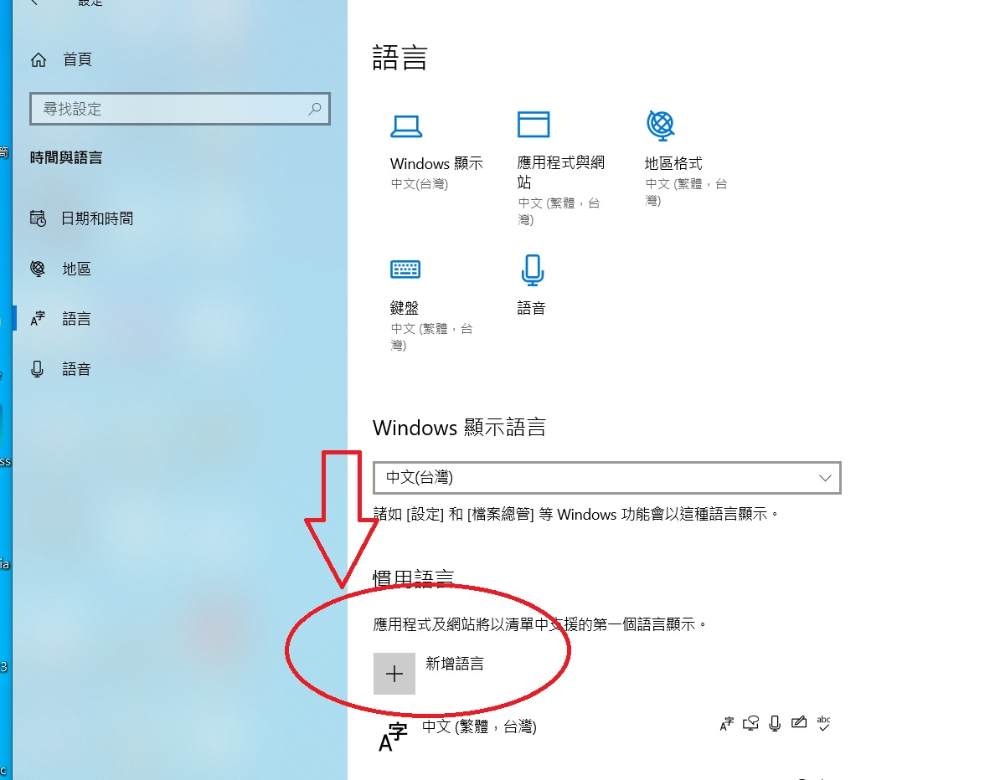 設定
首頁
尋找設定
時間與語言
日期和時間
地區
語言
語音
語言
Windows 顯示
中文(台灣)
應用程式與網
站
中文 (繁體，台
灣)
地區格式
中文 (繁體，台
灣)
鍵盤
中文 (繁體，台
灣)
語音
Windows 顯示語言
中文(台灣)
諸如 [設定] 和 [檔案總管] 等 Windows 功能會以這種語言顯示。
慣用語言
應用程式及網站將以清單中支援的第一個語言顯示。
新增語言
中文 (繁體，台灣)
A字
abc
ss
ia
3
c